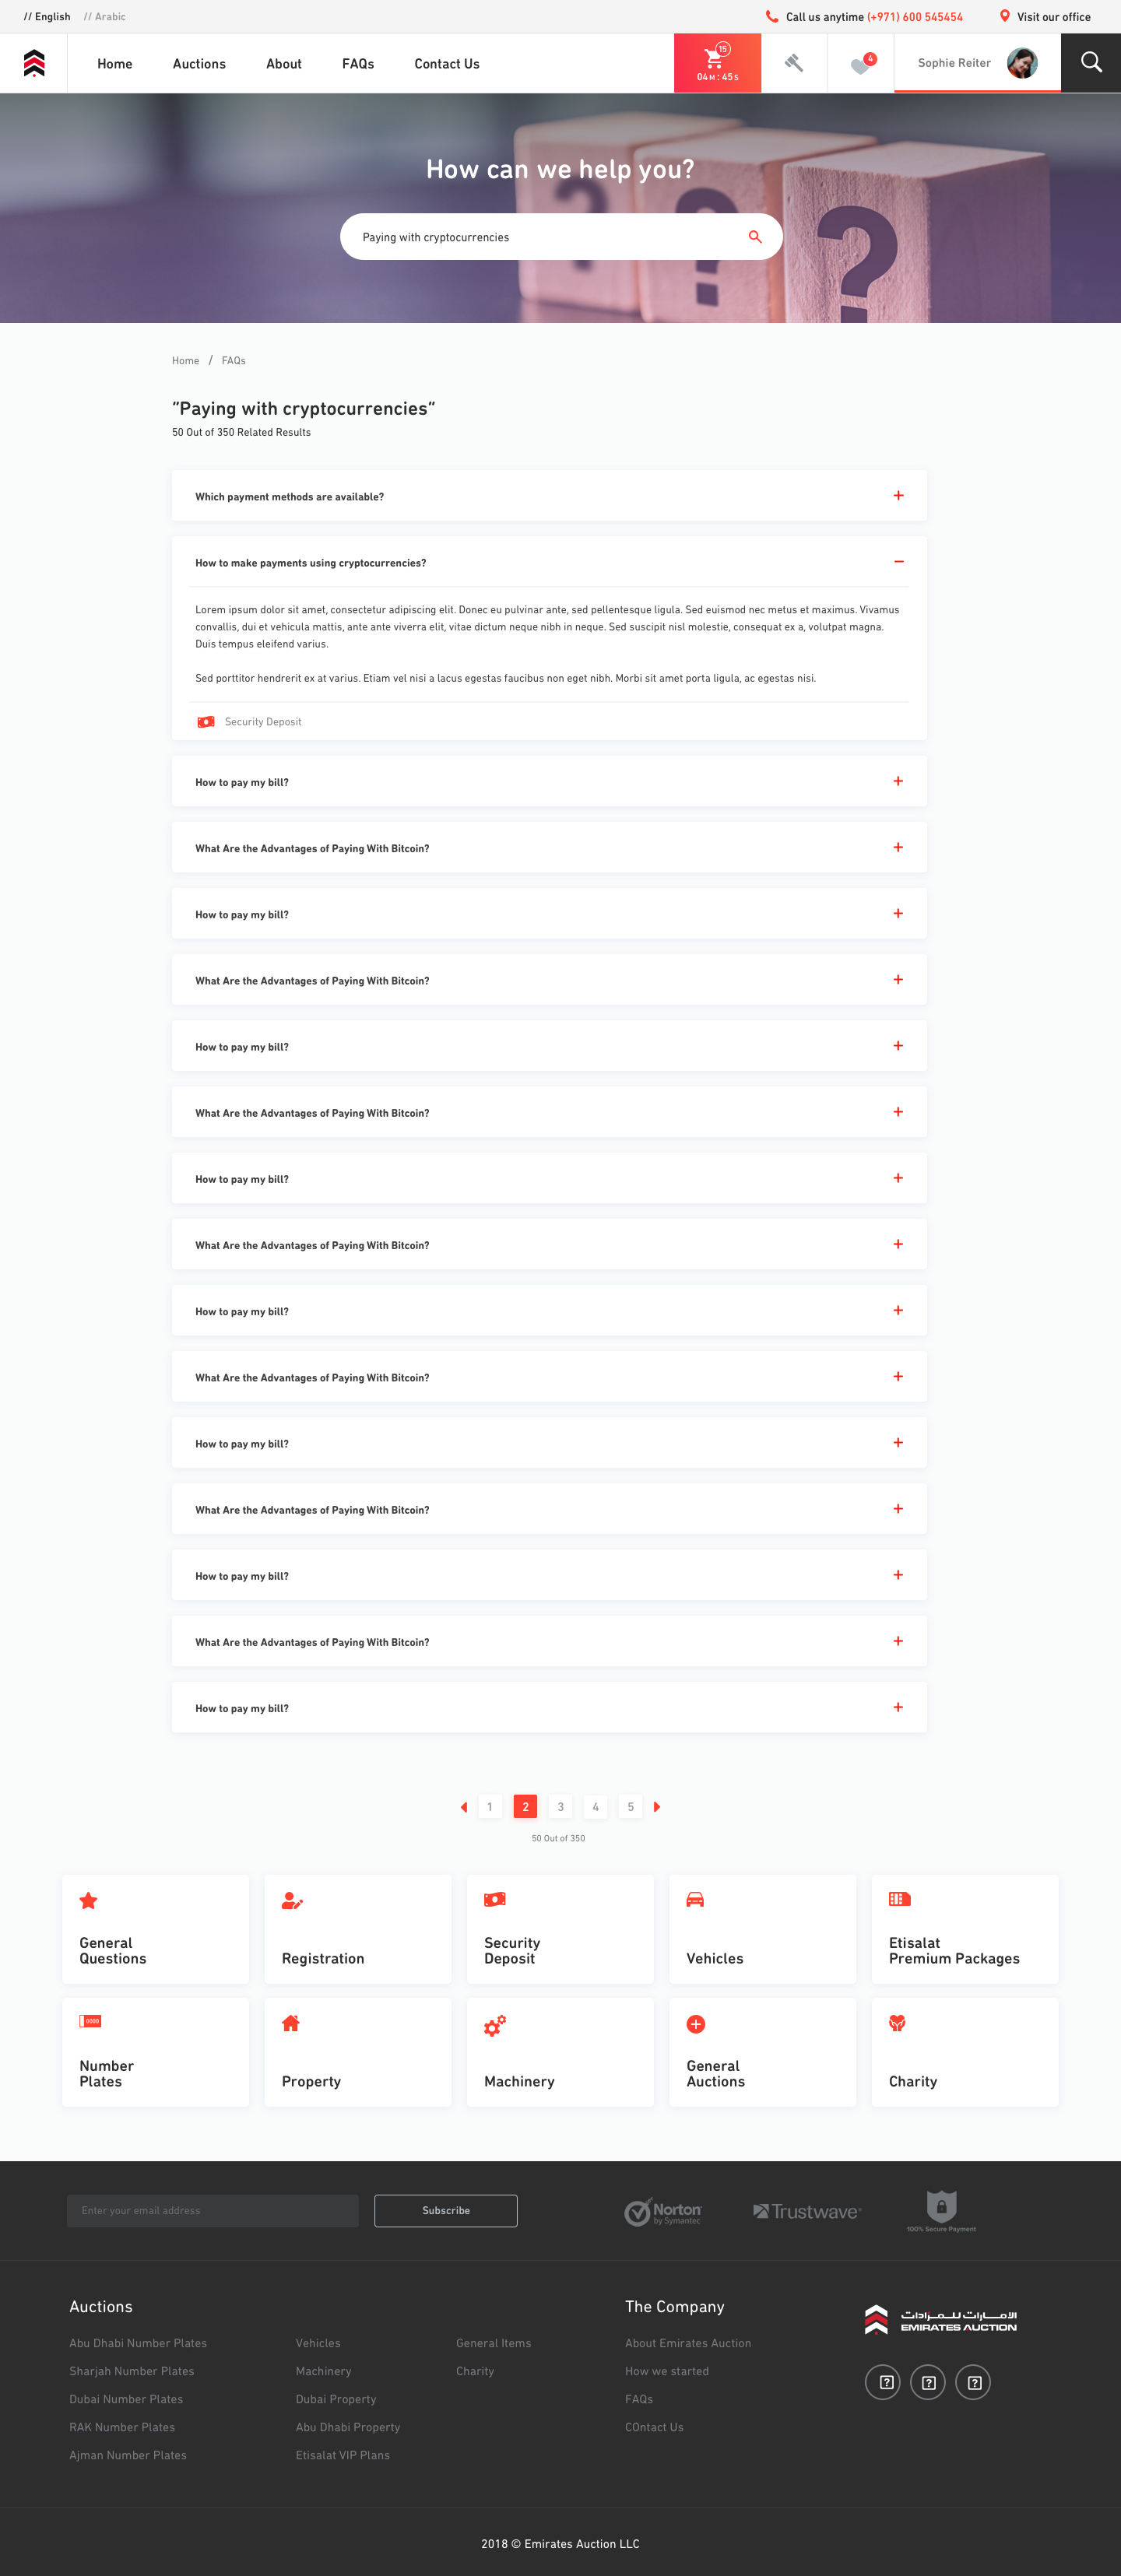 // English // Arabic
Call us anytime (+971) 600 545454
Visit our office
Home Auctions About FAQs Contact Us
15
04M : 45S
4
Sophie Reiter
How can we help you?
Paying with cryptocurrencies
Home / FAQs
“Paying with cryptocurrencies”
50 Out of 350 Related Results
Which payment methods are available?
How to make payments using cryptocurrencies?
Lorem ipsum dolor sit amet, consectetur adipiscing elit. Donec eu pulvinar ante, sed pellentesque ligula. Sed euismod nec metus et maximus. Vivamus
convallis, dui et vehicula mattis, ante ante viverra elit, vitae dictum neque nibh in neque. Sed suscipit nisl molestie, consequat ex a, volutpat magna.
Duis tempus eleifend varius.
Sed porttitor hendrerit ex at varius. Etiam vel nisi a lacus egestas faucibus non eget nibh. Morbi sit amet porta ligula, ac egestas nisi.
Security Deposit
How to pay my bill?
What Are the Advantages of Paying With Bitcoin?
How to pay my bill?
What Are the Advantages of Paying With Bitcoin?
How to pay my bill?
What Are the Advantages of Paying With Bitcoin?
How to pay my bill?
What Are the Advantages of Paying With Bitcoin?
How to pay my bill?
What Are the Advantages of Paying With Bitcoin?
How to pay my bill?
What Are the Advantages of Paying With Bitcoin?
How to pay my bill?
What Are the Advantages of Paying With Bitcoin?
How to pay my bill?
1 2 3 4 5
50 Out of 350
General
Questions
Registration
Security
Deposit
Vehicles
Etisalat
Premium Packages
0000
Number
Plates
Property
Machinery
General
Auctions
Charity
Enter your email address
Subscribe
Norton
by Symantec
Trustwave
100% Secure Payment
Auctions
Abu Dhabi Number Plates
Sharjah Number Plates
Dubai Number Plates
RAK Number Plates
Ajman Number Plates
Vehicles
Machinery
Dubai Property
Abu Dhabi Property
Etisalat VIP Plans
General Items
Charity
The Company
About Emirates Auction
How we started
FAQs
COntact Us
الامارات للمزادات
EMIRATES AUCTION
? ? ?
2018 © Emirates Auction LLC